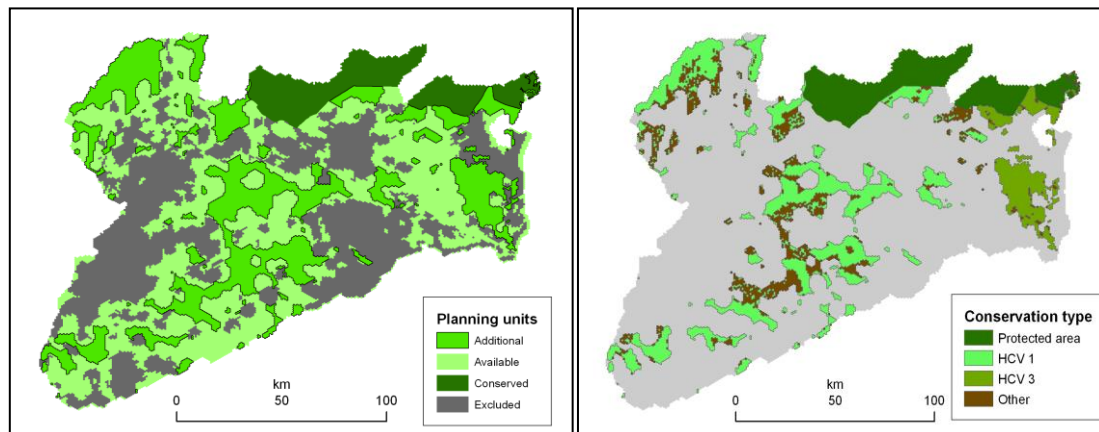 Planning units
Additional
Available
Conserved
Excluded
km
0 50 100
Conservation type
Protected area
HCV 1
HCV 3
Other
km
0 50 100